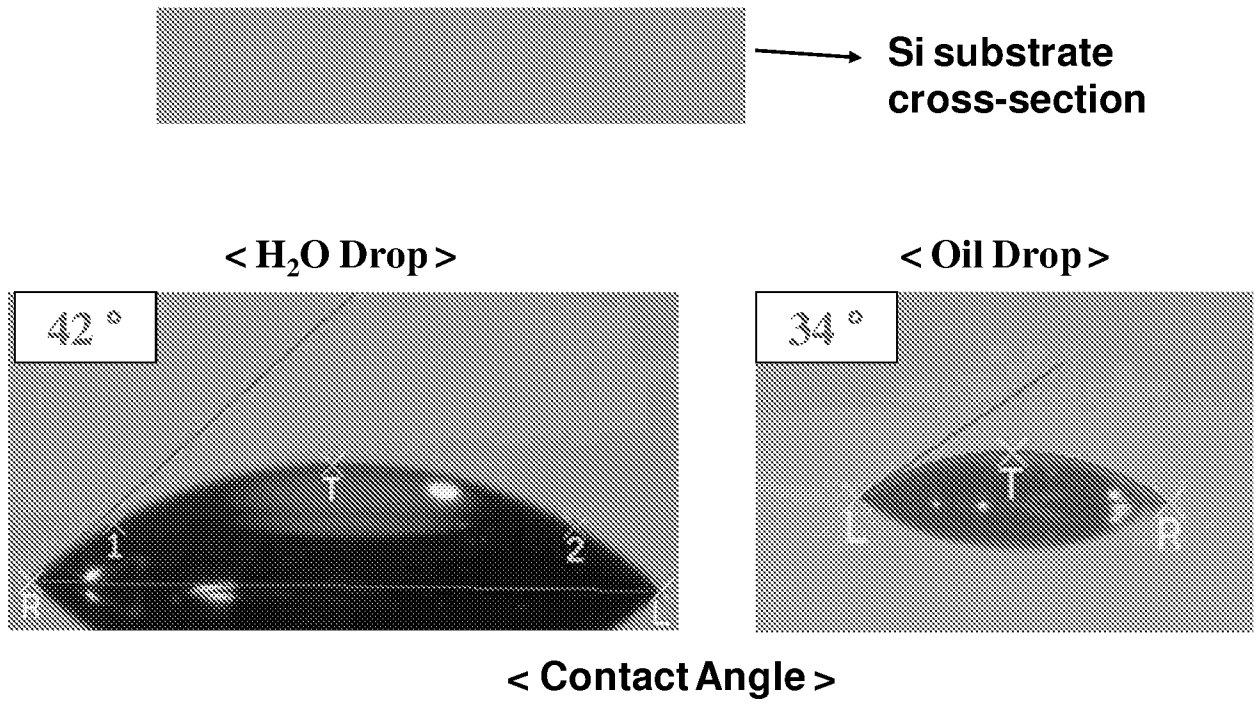 Si substrate
cross-section
< H₂O Drop >
< Oil Drop >
42 °
34 °
T
1
2
R
L
T
L
R
< Contact Angle >